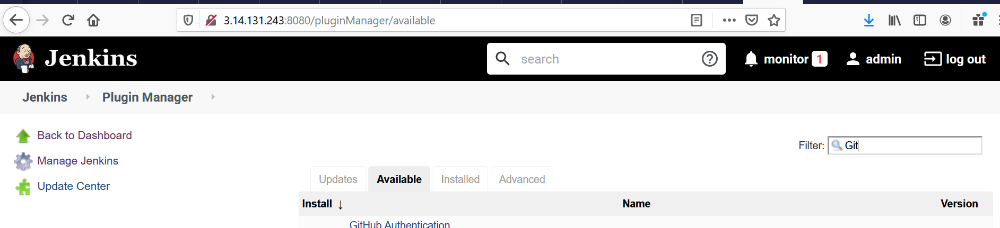 3.14.131.243:8080/pluginManager/available
Jenkins
search
monitor 1
admin
log out
Jenkins
Plugin Manager
Back to Dashboard
Filter: Git
Manage Jenkins
Update Center
Updates Available Installed Advanced
Install ↓ Name Version
GitHub Authentication